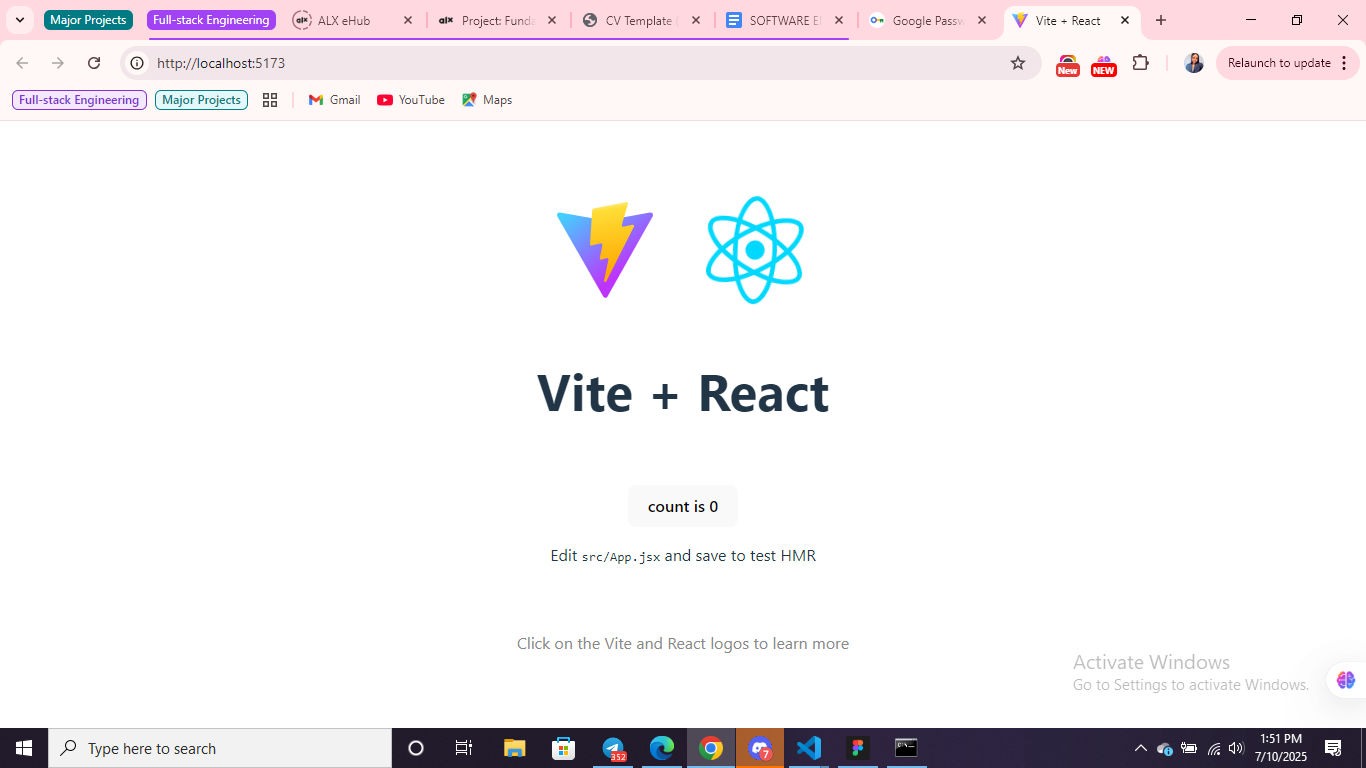 Major Projects
Full-stack Engineering
ALX eHub
alx Project: Funda
CV Template
SOFTWARE E
Google Passw
Vite + React
http://localhost:5173
New
NEW
Relaunch to update
Full-stack Engineering
Major Projects
Gmail
YouTube
Maps
Vite + React
count is 0
Edit src/App.jsx and save to test HMR
Click on the Vite and React logos to learn more
Activate Windows
Go to Settings to activate Windows.
Type here to search
352
7
1:51 PM
7/10/2025